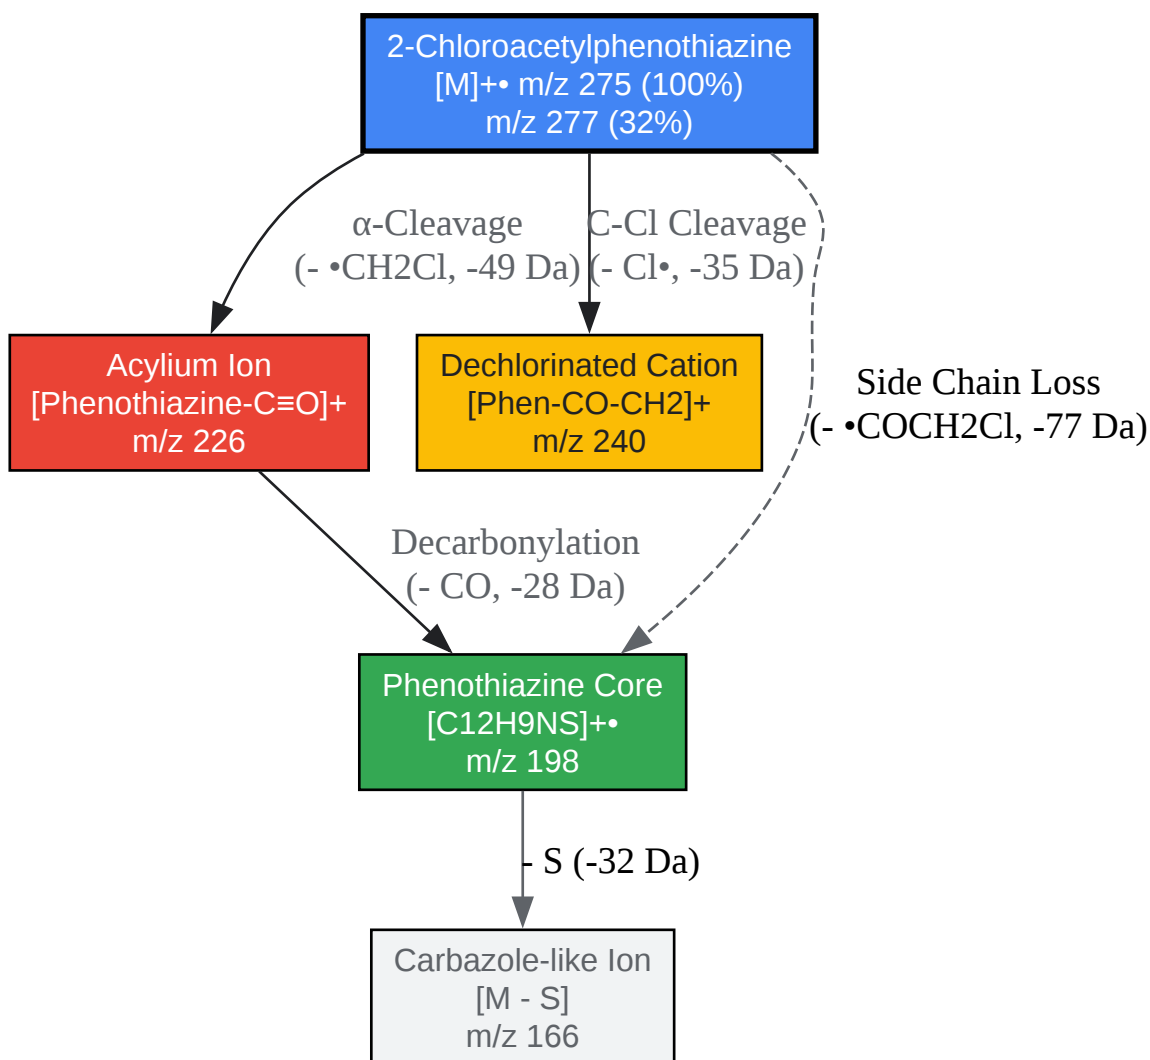 2-Chloroacetylphenothiazine
[M]+• m/z 275 (100%)
m/z 277 (32%)
α-Cleavage
(- •CH2Cl, -49 Da)
C-Cl Cleavage
(- Cl•, -35 Da)
Acylium Ion
[Phenothiazine-C≡O]+
m/z 226
Dechlorinated Cation
[Phen-CO-CH2]+
m/z 240
Side Chain Loss
(- •COCH2Cl, -77 Da)
Decarbonylation
(- CO, -28 Da)
Phenothiazine Core
[C12H9NS]+•
m/z 198
- S (-32 Da)
Carbazole-like Ion
[M - S]
m/z 166